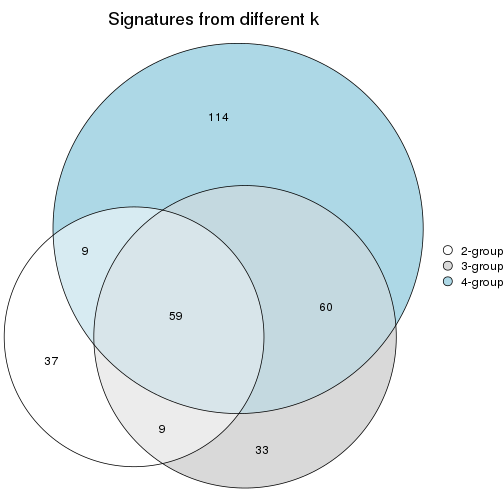 Signatures from different k
114
9
2-group
3-group
4-group
60
59
37
9
33